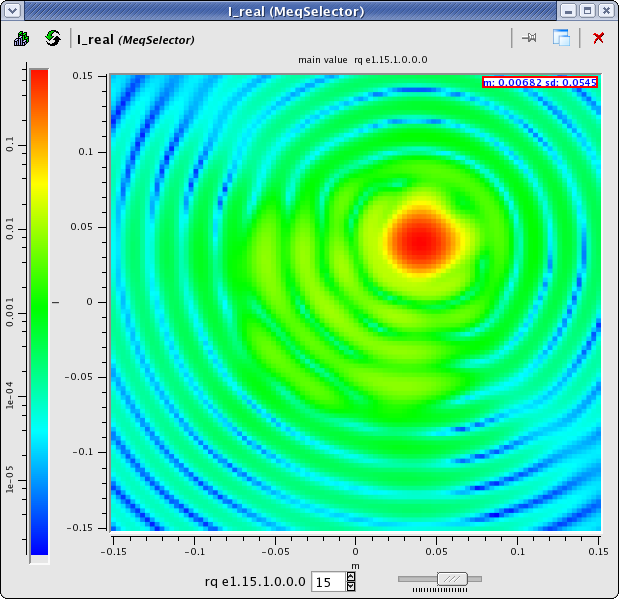 I_real (MeqSelector)
I_real (MeqSelector)
main value rq e1.15.1.0.0.0
m: 0.00682 sd: 0.0545
0.1
0.01
0.001
1e-04
1e-05
0.15
0.1
0.05
0
-0.05
-0.1
-0.15
-0.15 -0.1 -0.05 0 0.05 0.1 0.15
m
rq e1.15.1.0.0.0 15